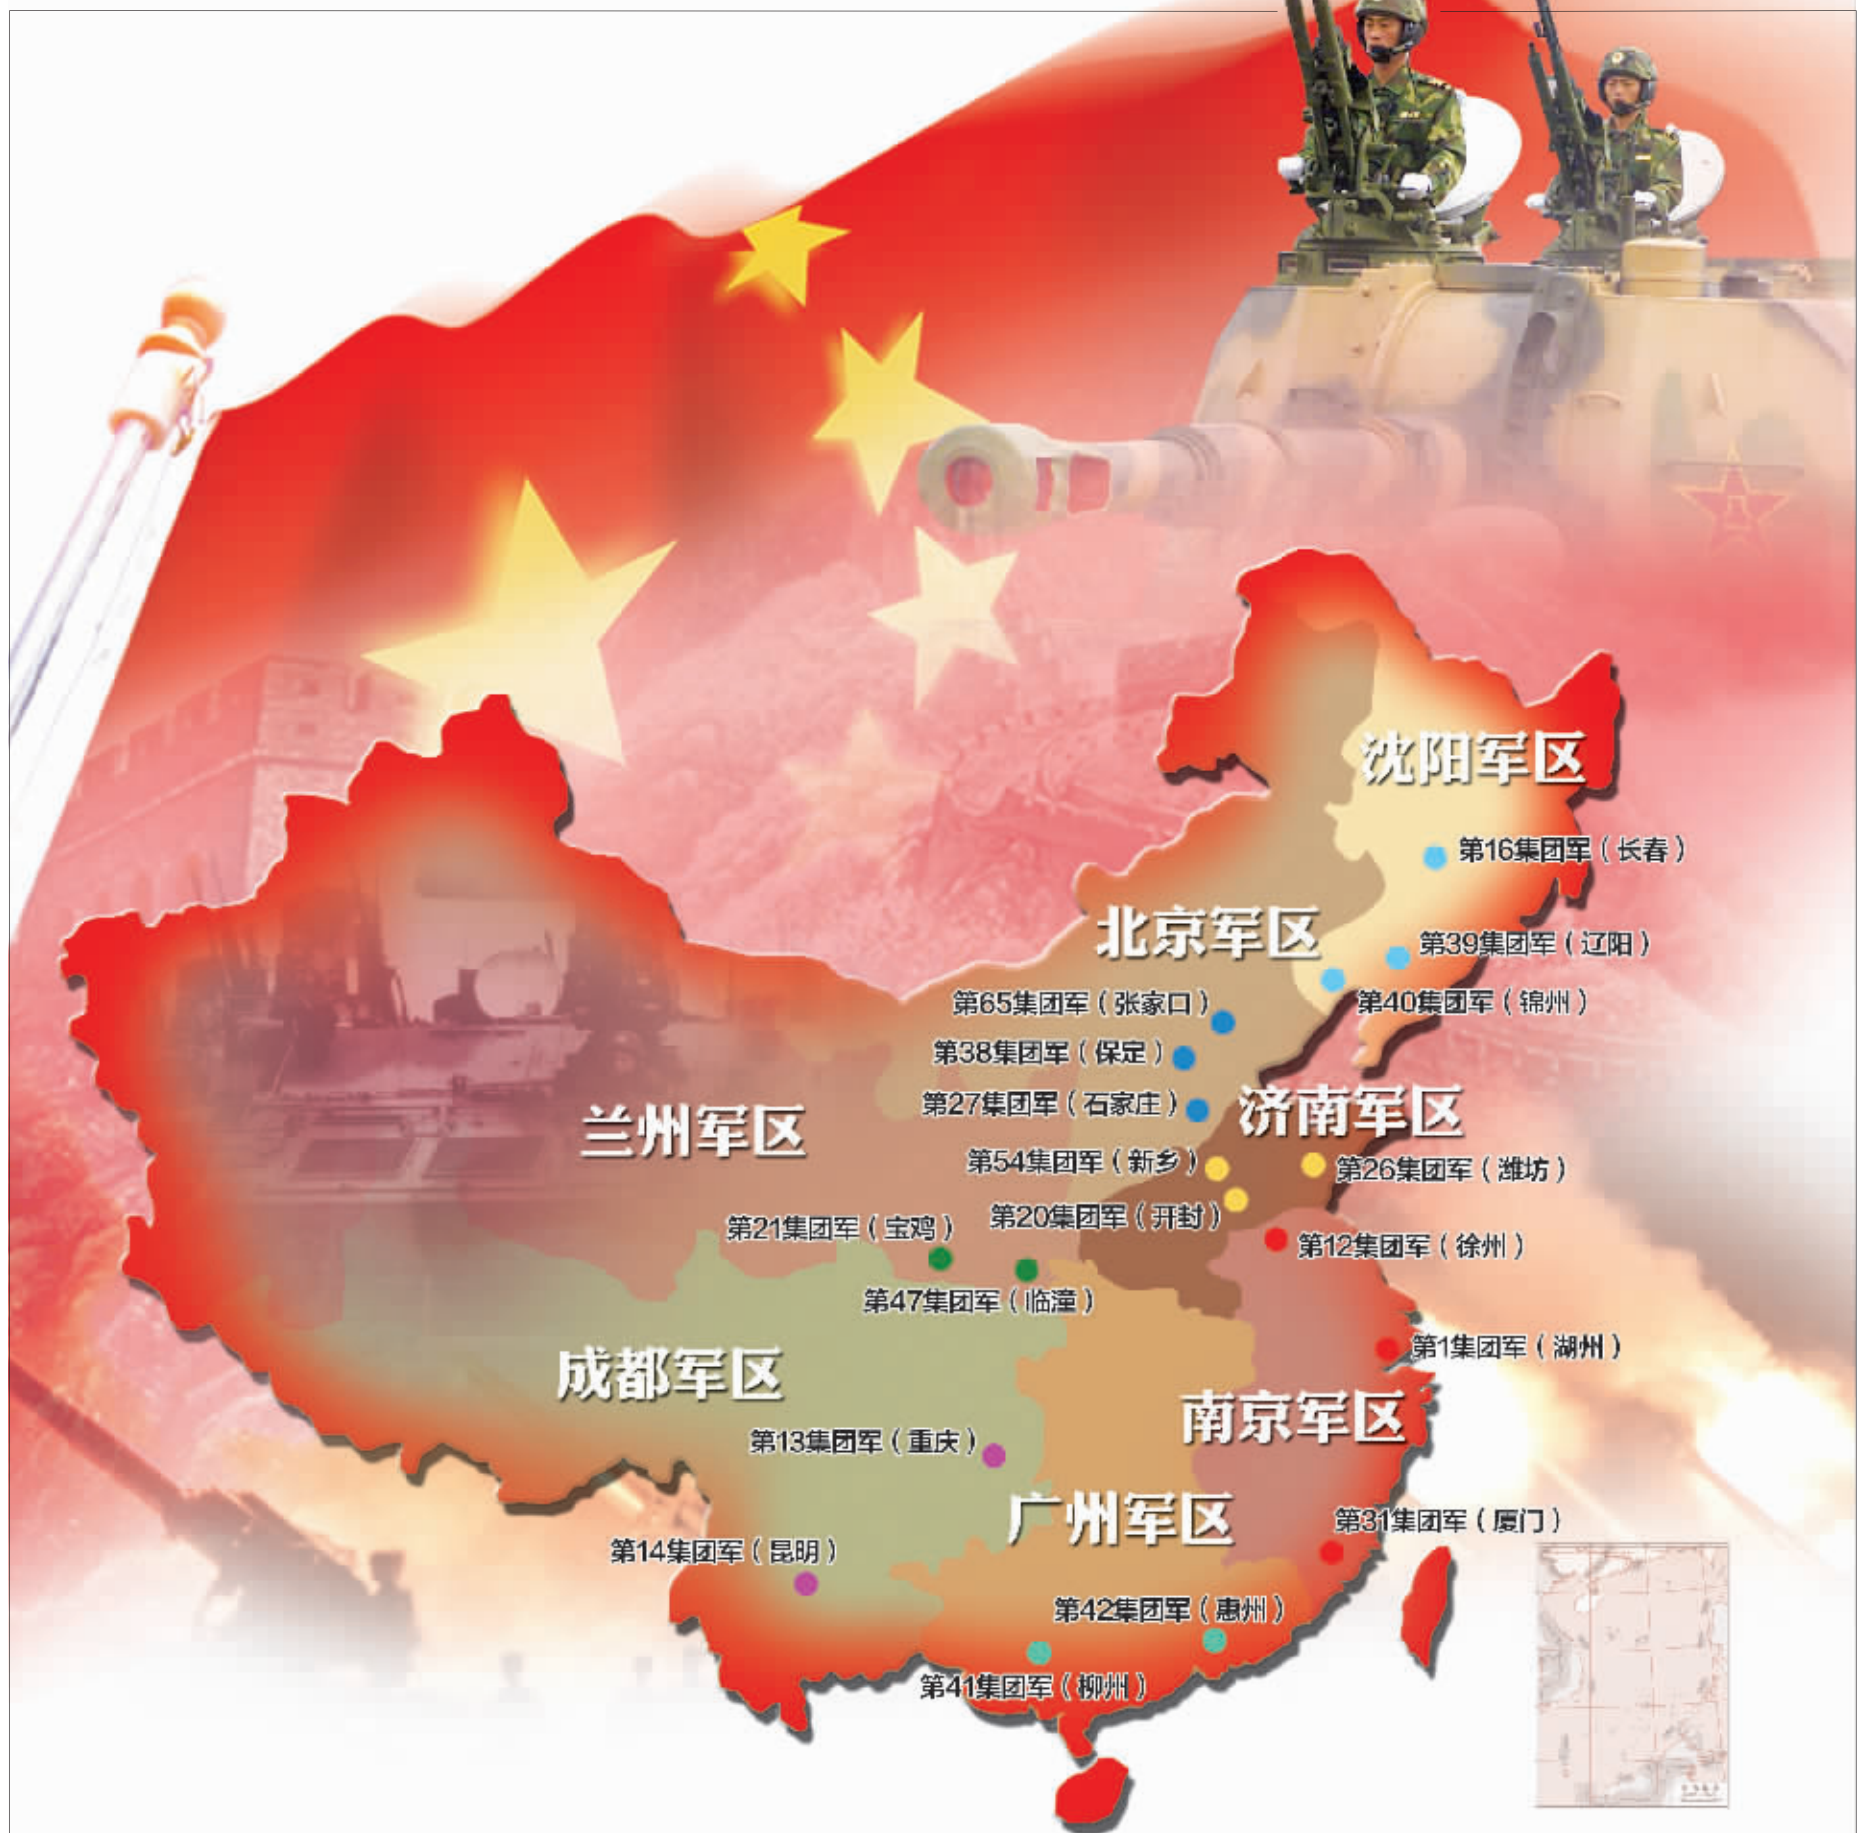 沈阳军区
第16集团军（长春）
北京军区
第39集团军（辽阳）
第65集团军（张家口）
第40集团军（锦州）
第38集团军（保定）
第27集团军（石家庄）
济南军区
兰州军区
第54集团军（新乡）
第26集团军（潍坊）
第20集团军（开封）
第21集团军（宝鸡）
第12集团军（徐州）
第47集团军（临潼）
第1集团军（湖州）
成都军区
南京军区
第13集团军（重庆）
广州军区
第31集团军（厦门）
第14集团军（昆明）
第42集团军（惠州）
第41集团军（柳州）